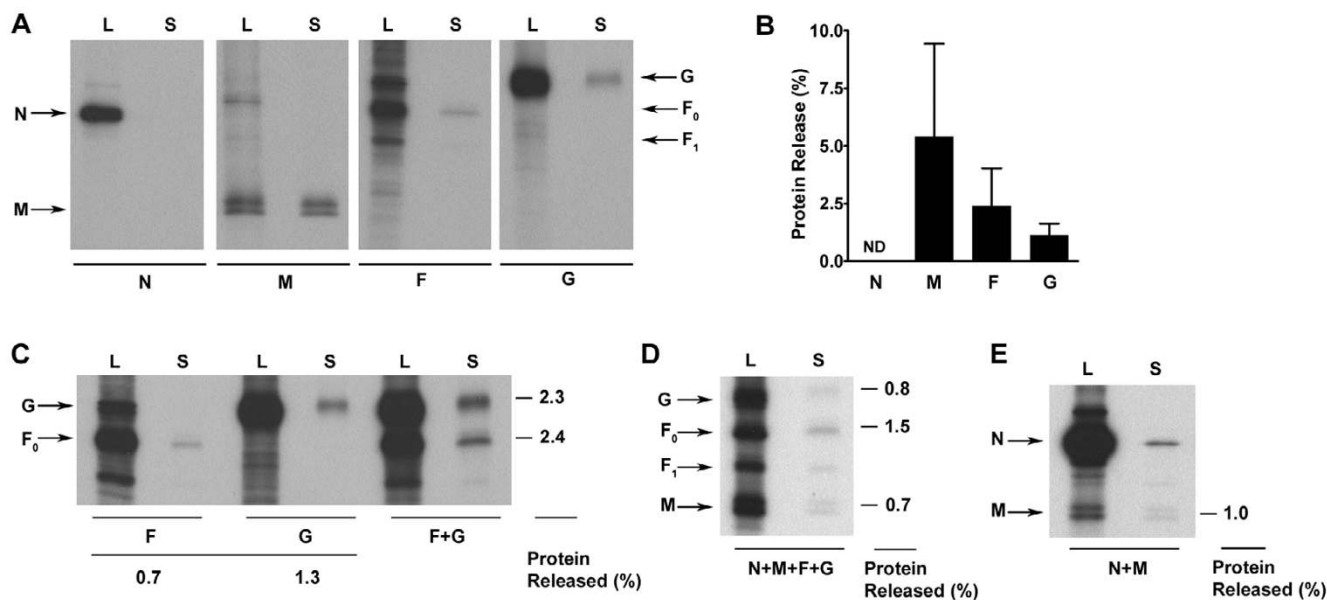 A
L S L S L S L S
N
M
G
F0
F1
N M F G
B
Protein Release (%)
10.0
7.5
5.0
2.5
0.0
ND
N M F G
C
L S L S L S
G
F0
2.3
2.4
F G F+G
0.7 1.3
Protein
Released (%)
D
L S
G
F0
F1
M
0.8
1.5
0.7
N+M+F+G
Protein
Released (%)
E
L S
N
M
1.0
N+M
Protein
Released (%)